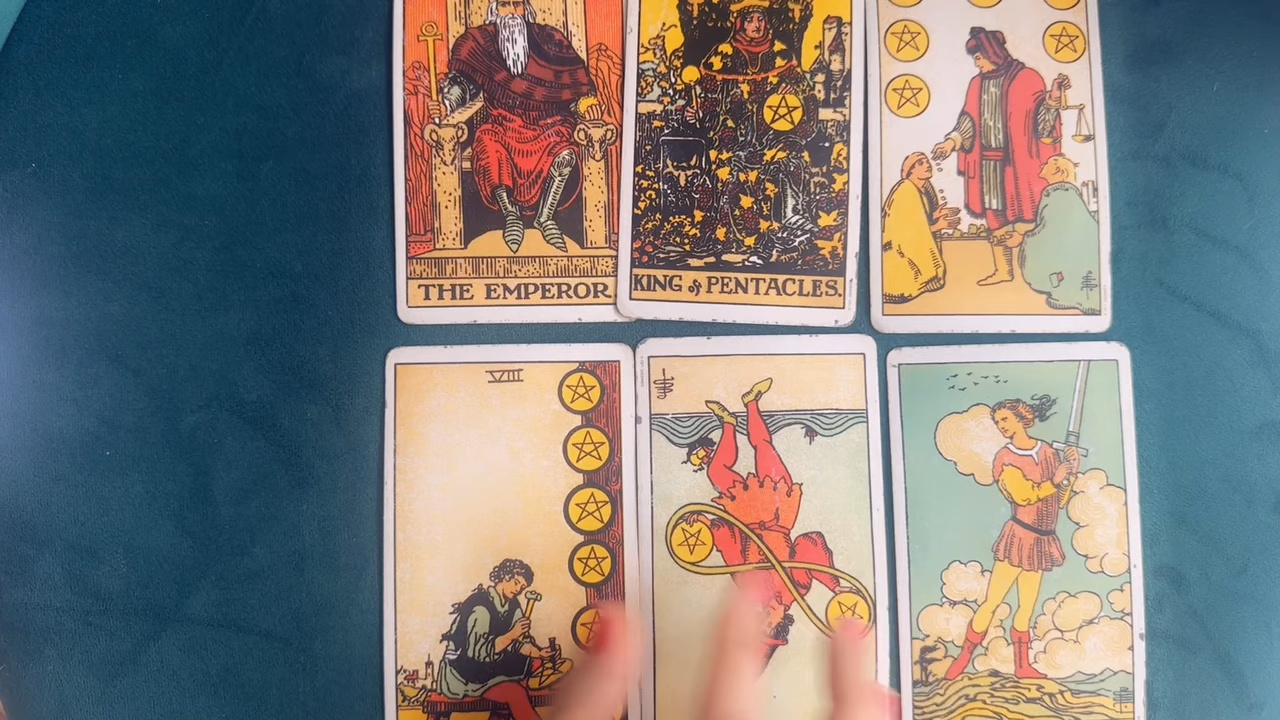 THE EMPEROR
KING of PENTACLES.
VIII